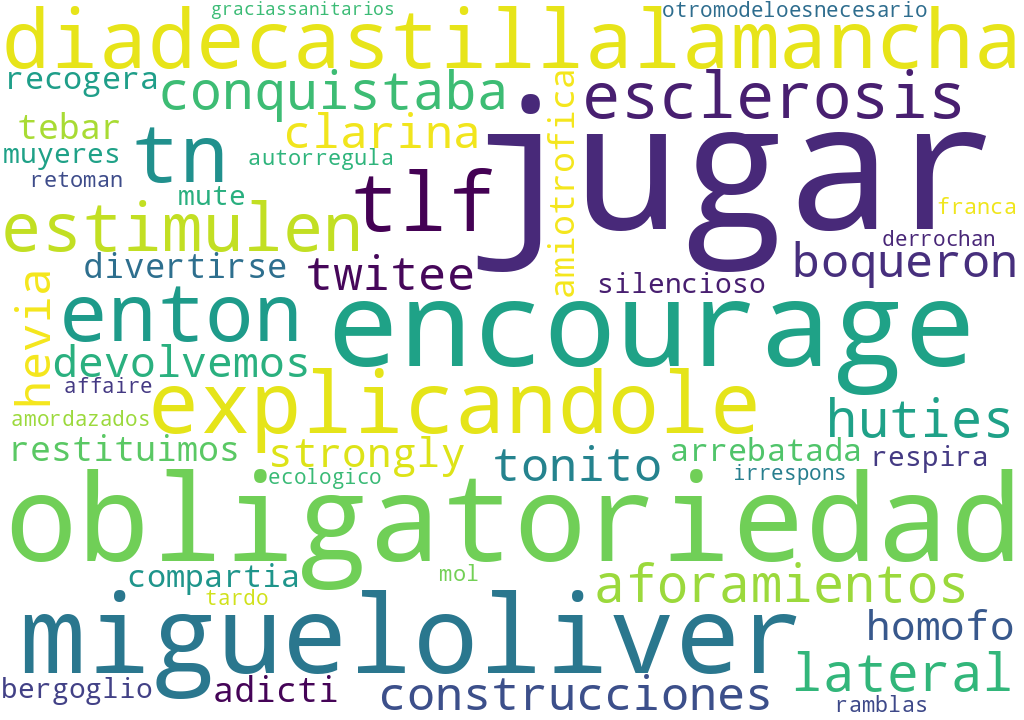 graciassanitarios
otromodeloesnecesario
diadecastillalamancha
recogera
conquistaba
esclerosis
jugar
tebar
clarina
amiotrofica
tn
muyeres
autorregula
retoman
mute
tlf
franca
estimulen
derrochan
divertirse
twitee
silencioso
boqueron
hevia
enton
encourage
devolvemos
affaire
explicandole
amordazados
huties
restituimos
strongly
tonito
arrebatada
respira
ecologico
irrespons
obligatoriedad
compartia
mol
aforamientos
tardo
migueloliver
homofo
lateral
bergoglio
adicti
construcciones
ramblas